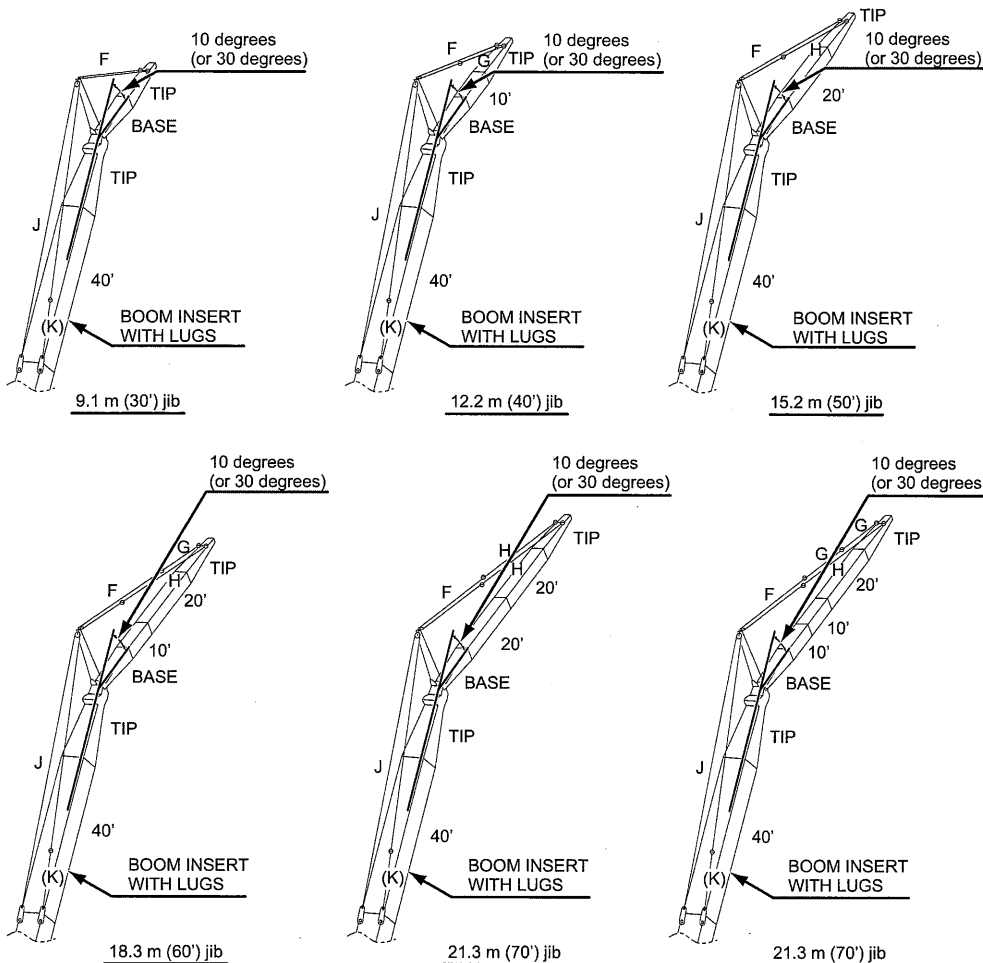 F
10 degrees
(or 30 degrees)
TIP
BASE
TIP
J
40'
(K)
BOOM INSERT
WITH LUGS
9.1 m (30') jib
F
G
TIP
10 degrees
(or 30 degrees)
10'
BASE
TIP
J
40'
(K)
BOOM INSERT
WITH LUGS
12.2 m (40') jib
TIP
F
H
10 degrees
(or 30 degrees)
20'
BASE
TIP
J
40'
(K)
BOOM INSERT
WITH LUGS
15.2 m (50') jib
10 degrees
(or 30 degrees)
G
TIP
F
H
20'
10'
BASE
TIP
J
40'
(K)
BOOM INSERT
WITH LUGS
18.3 m (60') jib
10 degrees
(or 30 degrees)
TIP
H
H
F
20'
20'
BASE
TIP
J
40'
(K)
BOOM INSERT
WITH LUGS
21.3 m (70') jib
10 degrees
(or 30 degrees
G
TIP
G
H
F
20'
10'
10'
BASE
TIP
J
40'
(K)
BOOM INSERT
WITH LUGS
21.3 m (70') jib